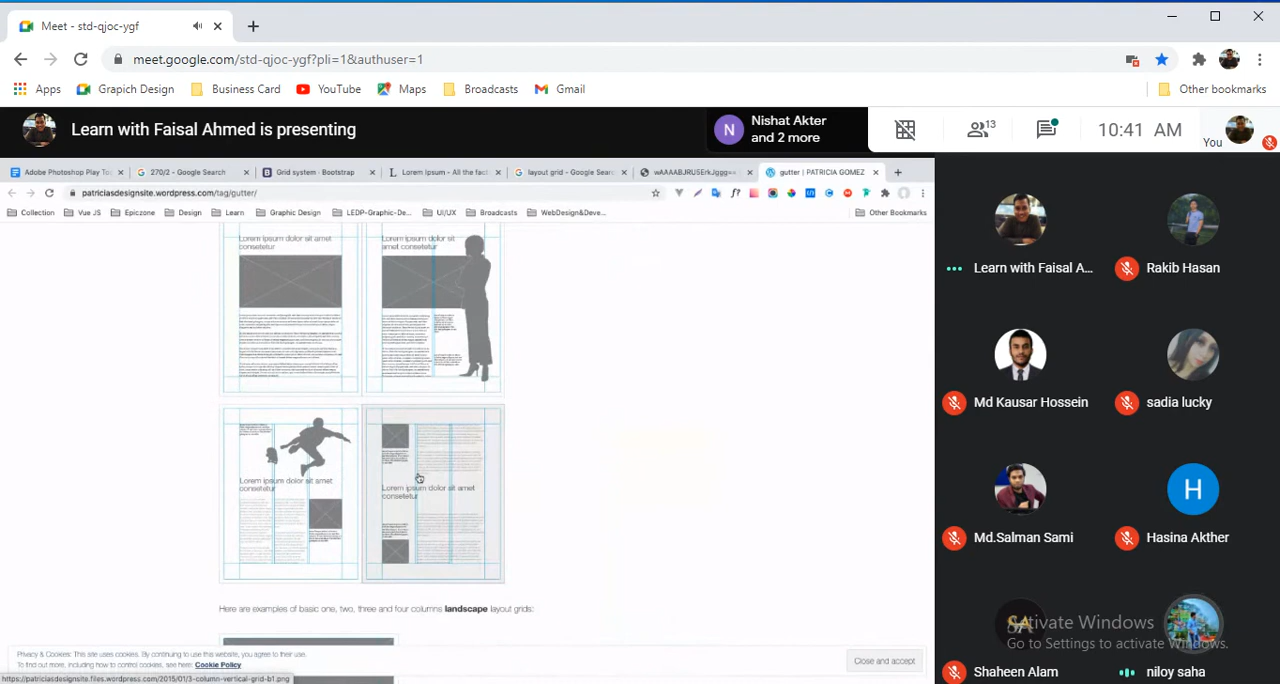 Meet - std-qjoc-ygf
meet.google.com/std-qjoc-ygf?pli=1&authuser=1
Apps Grapich Design Business Card YouTube Maps Broadcasts Gmail Other bookmarks
Learn with Faisal Ahmed is presenting
N Nishat Akter
and 2 more
13
10:41 AM
You
Adobe Photoshop Play To 270/2 - Google Search Grid system · Bootstrap Lorem Ipsum - All the fact layout grid - Google Searc gutter | PATRICIA GOMEZ
patriciasdesignsite.wordpress.com/tag/gutter/
Collection Vue JS Epiczone Design Learn Graphic Design LEDP-Graphic-De... UI/UX Broadcasts WebDesign&Deve... Other Bookmarks
Lorem ipsum dolor sit amet
consetetur
Lorem ipsum dolor sit
amet consetetur
Lorem ipsum dolor sit amet
consetetur
Lorem ipsum dolor sit amet
consetetur
Here are examples of basic one, two, three and four columns landscape layout grids:
Privacy & Cookies: This site uses cookies. By continuing to use this website, you agree to their use.
To find out more, including how to control cookies, see here: Cookie Policy
Close and accept
https://patriciasdesignsite.files.wordpress.com/2015/01/3-column-vertical-grid-b1.png
Learn with Faisal A...
Rakib Hasan
Md Kausar Hossein
sadia lucky
H
Md.Salman Sami
Hasina Akther
SA
Shaheen Alam
niloy saha
Activate Windows
Go to Settings to activate Windows.